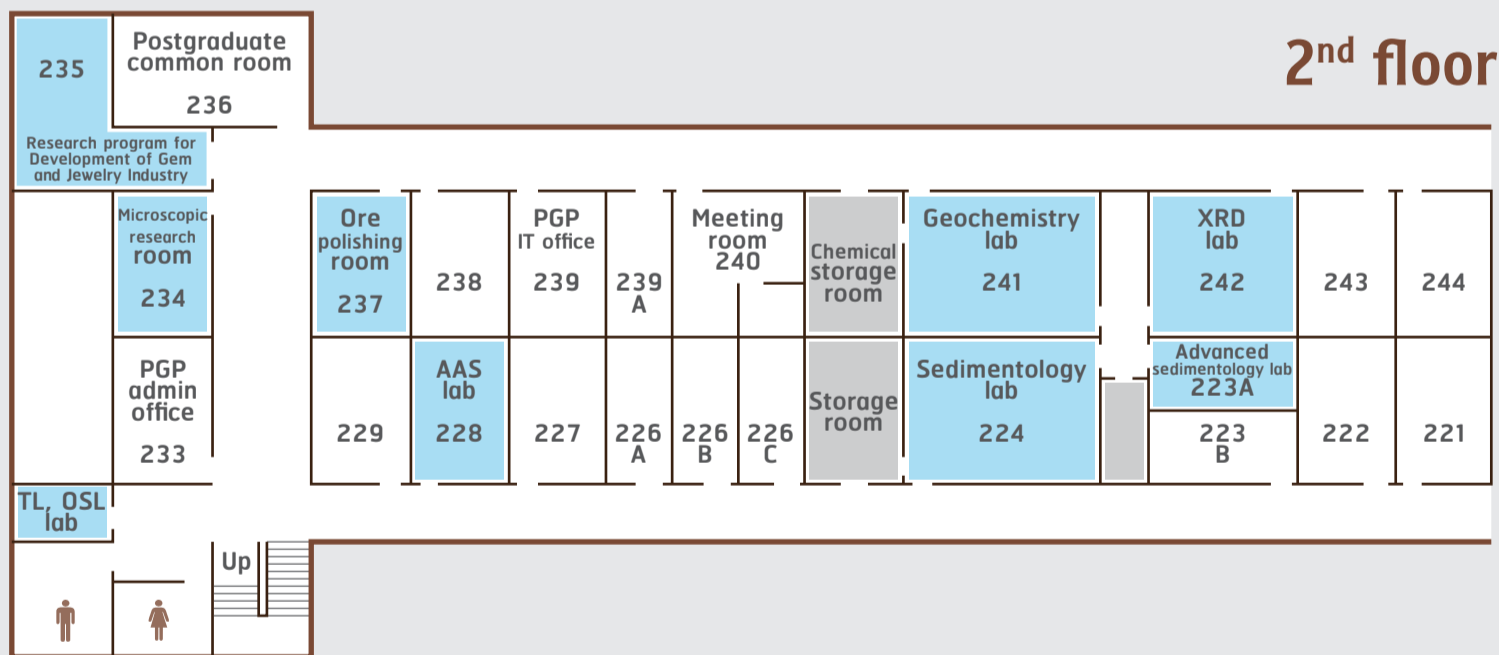 2nd floor
235
Research program for
Development of Gem
and Jewelry Industry
Postgraduate
common room
236
Microscopic
research
room
234
PGP
admin
office
233
TL, OSL
lab
Up
Ore
polishing
room
237
238
PGP
IT office
239
239
A
Meeting
room
240
Chemical
storage
room
Geochemistry
lab
241
XRD
lab
242
243
244
229
AAS
lab
228
227
226
A
226
B
226
C
Storage
room
Sedimentology
lab
224
Advanced
sedimentology lab
223A
223
B
222
221